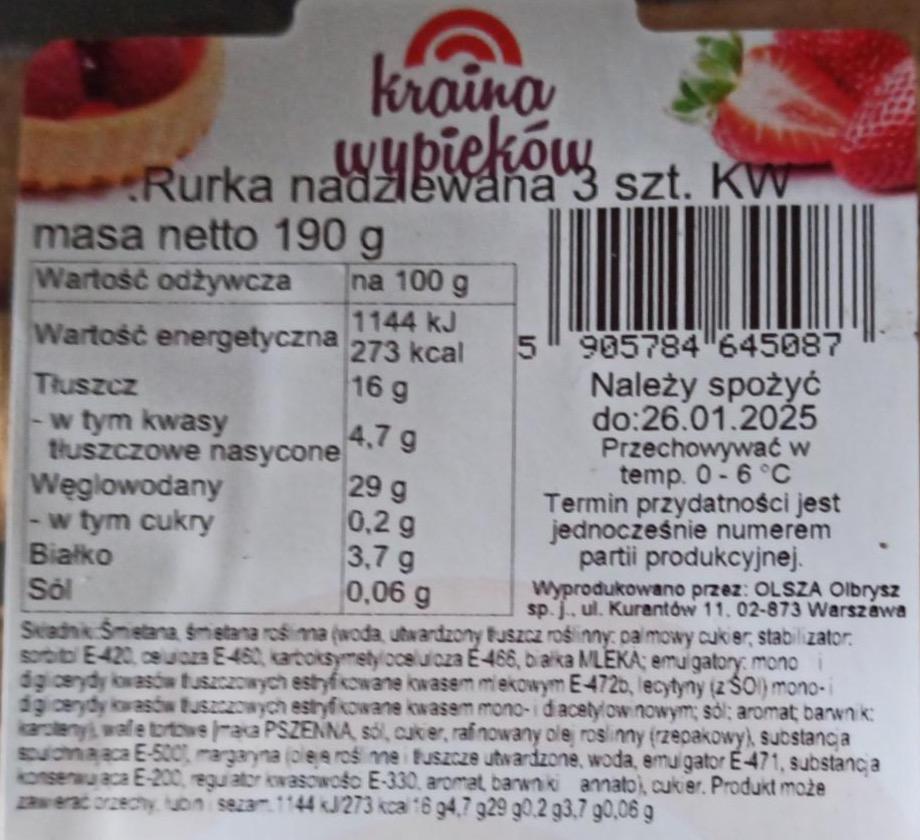 kraina
wypieków
.Rurka nadziewana 3 szt. KW
masa netto 190 g
Wartość odżywcza na 100 g
Wartość energetyczna 1144 kJ
273 kcal
Tłuszcz 16 g
- w tym kwasy
tłuszczowe nasycone 4,7 g
Węglowodany 29 g
- w tym cukry 0,2 g
Białko 3,7 g
Sól 0,06 g
5 905784 645087
Należy spożyć
do:26.01.2025
Przechowywać w
temp. 0 - 6 °C
Termin przydatności jest
jednocześnie numerem
partii produkcyjnej.
Wyprodukowano przez: OLSZA Olbrysz
sp. j., ul. Kurantów 11, 02-873 Warszawa
Składnik: Śmietana, śmietana roślinna (woda, utwardzony tłuszcz roślinny: palmowy cukier, stabilizator:
sorbitol E-420, celuloza E-460, karboksymetyloceluloza E-466, białka MLEKA; emulgatory: mono i
diglicerydy kwasów tłuszczowych estryfikowane kwasem mlekowym E-472b, lecytyny (z SOI) mono- i
diglicerydy kwasów tłuszczowych estryfikowane kwasem mono- i diacetylowinowym; sól; aromat; barwnik:
karoteny), wafle tortowe [mąka PSZENNA, sól, cukier, rafinowany olej roślinny (rzepakowy), substancja
spulchniająca E-500], margaryna (oleje roślinne i tłuszcze utwardzone, woda, emulgator E-471, substancja
konserwująca E-200, regulator kwasowości E-330, aromat, barwniki annato), cukier. Produkt może
zawierać orzechy, łubin i sezam. 1144 kJ/273 kcal 16 g4,7 g29 g0,2 g3,7 g0,06 g